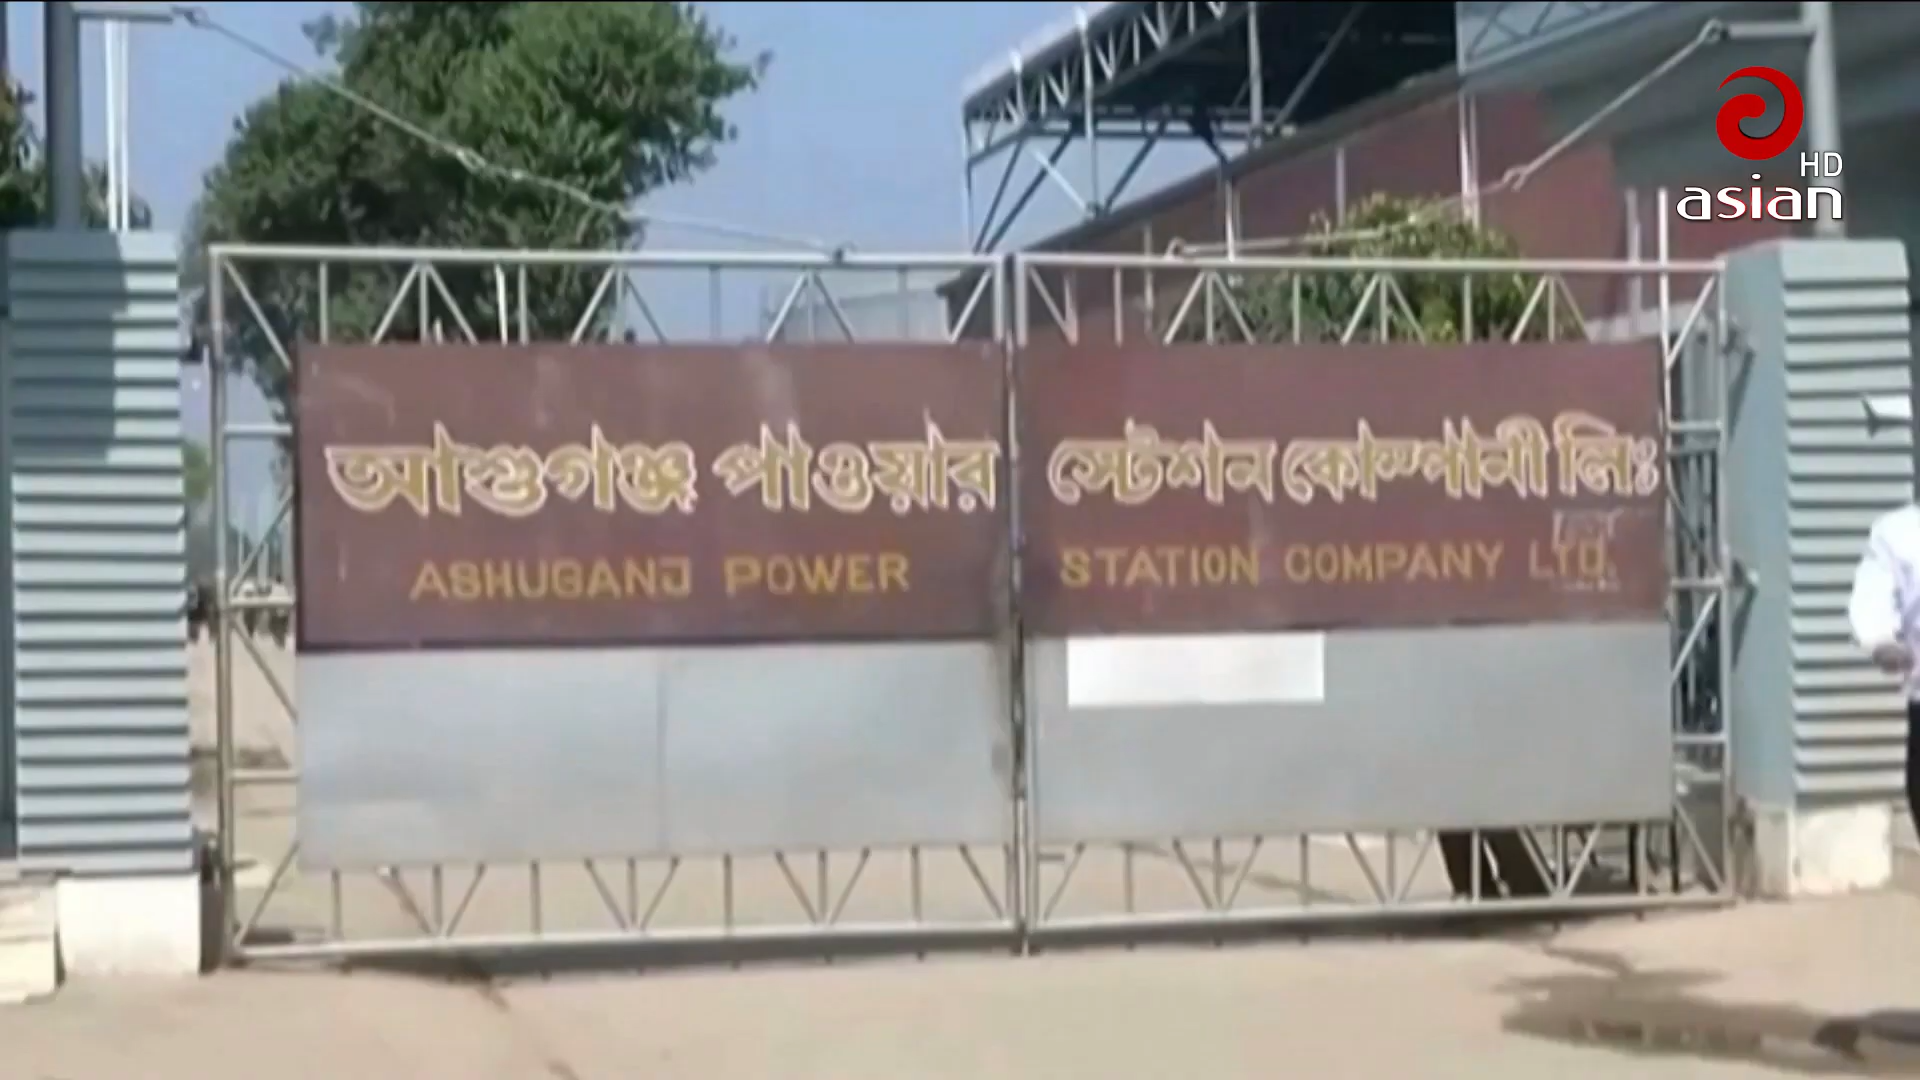 আশুগঞ্জ পাওয়ার স্টেশন কোম্পানী লিঃ
ASHUGANJ POWER STATION COMPANY LTD.
HD
asian